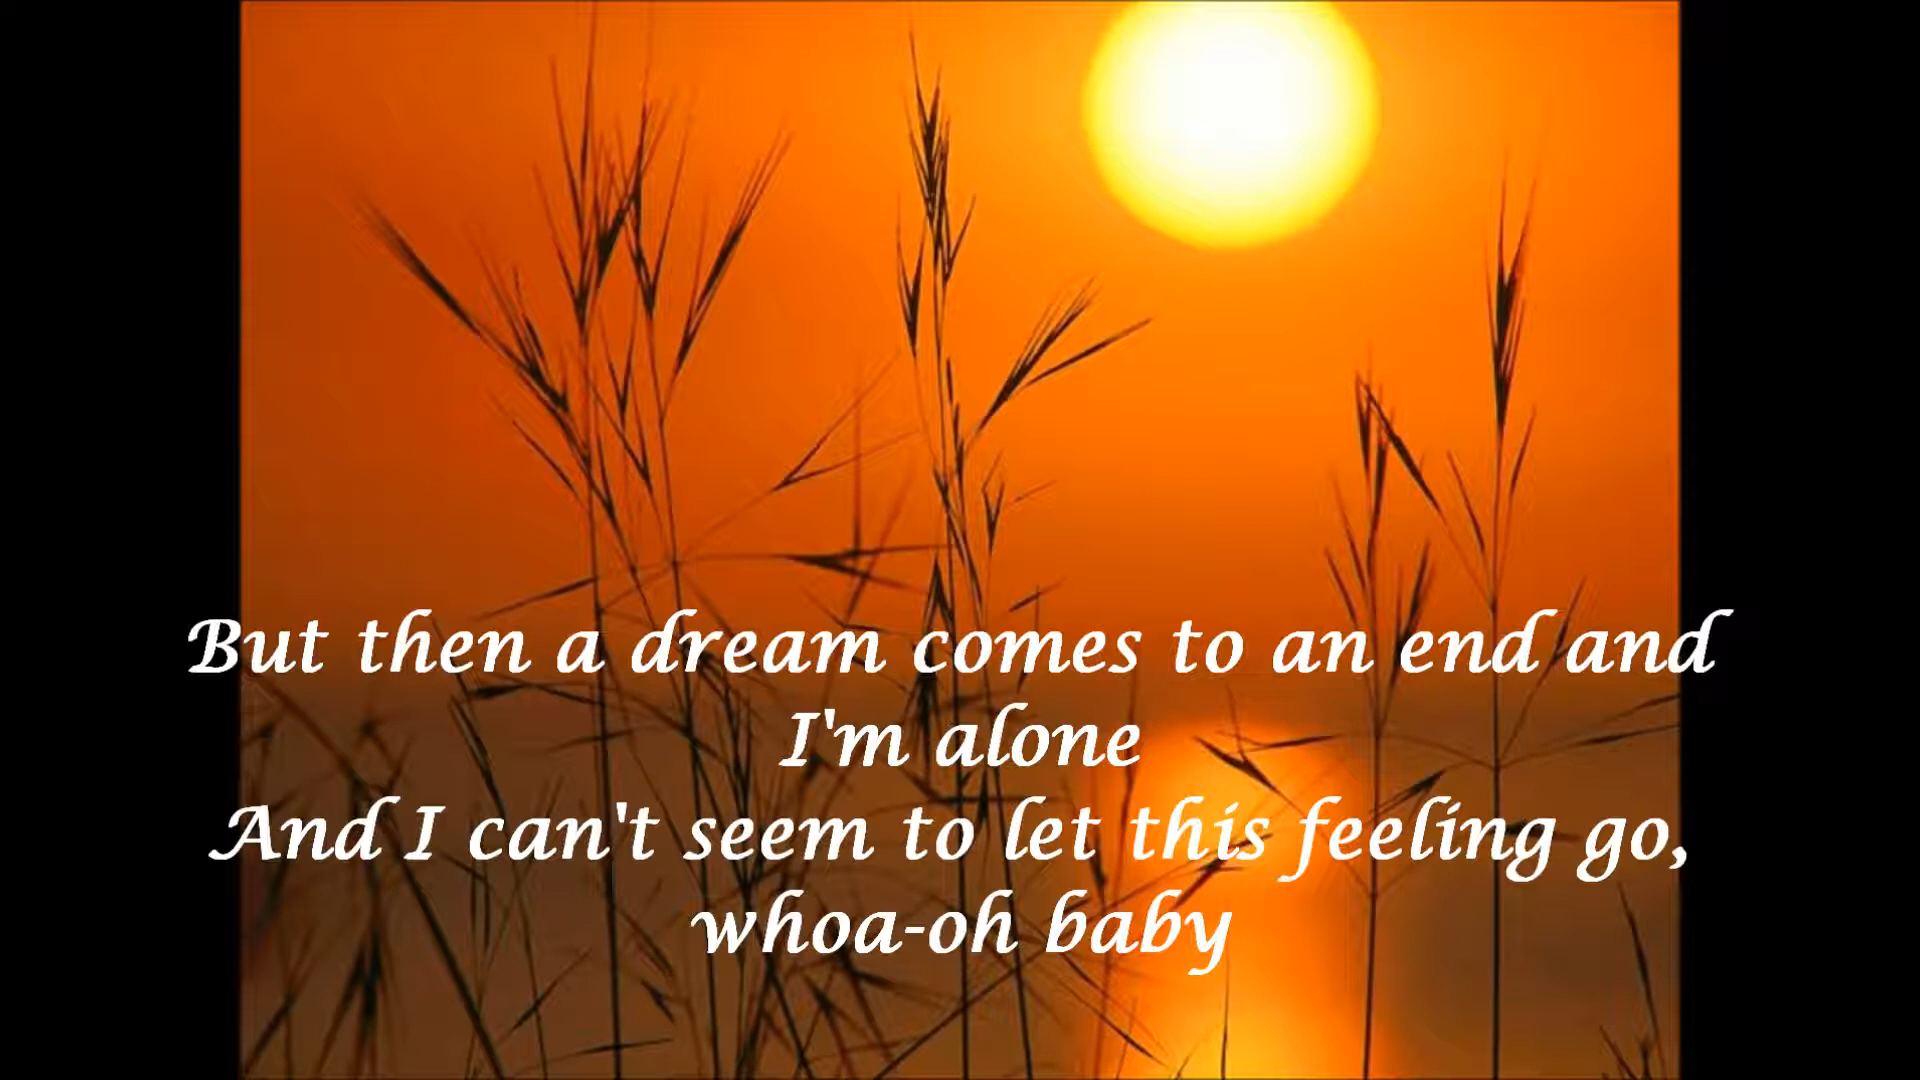 But then a dream comes to an end and
I'm alone
And I can't seem to let this feeling go,
whoa-oh baby